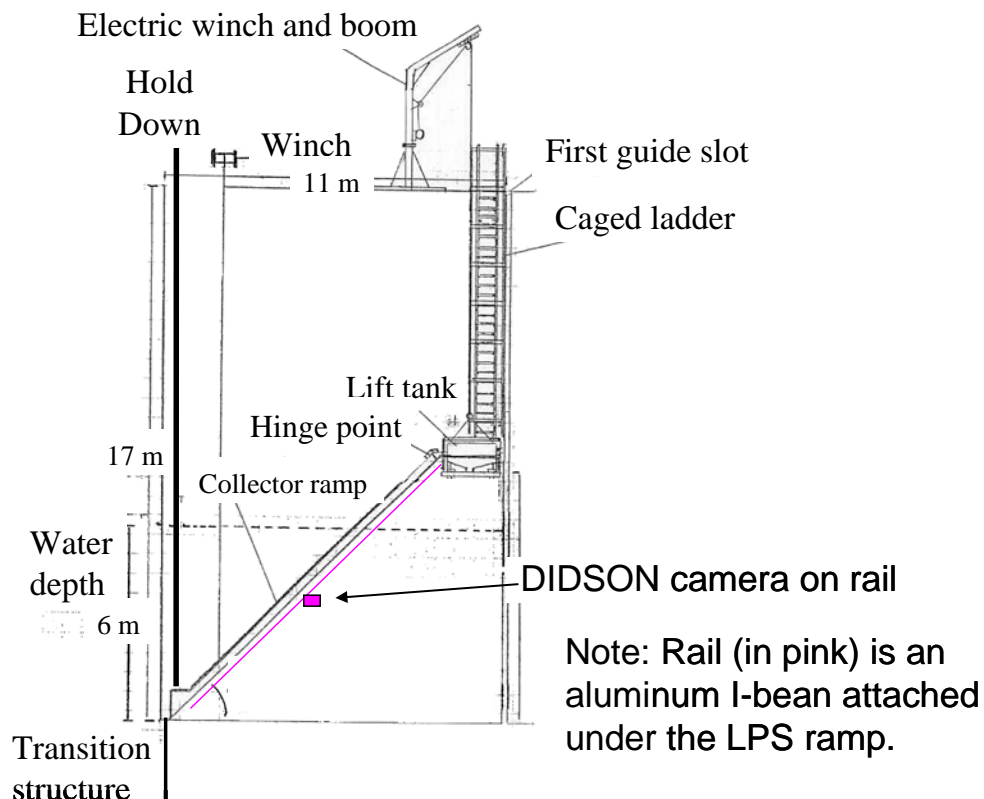 Electric winch and boom
Hold
Down
Winch
11 m
First guide slot
Caged ladder
Lift tank
Hinge point
17 m
Collector ramp
Water
depth
6 m
DIDSON camera on rail
Note: Rail (in pink) is an
aluminum I-bean attached
under the LPS ramp.
Transition
structure